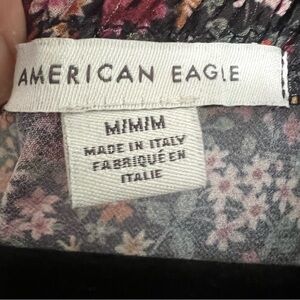 AMERICAN EAGLE
M/M/M
MADE IN ITALY
FABRIQUÉ EN
ITALIE